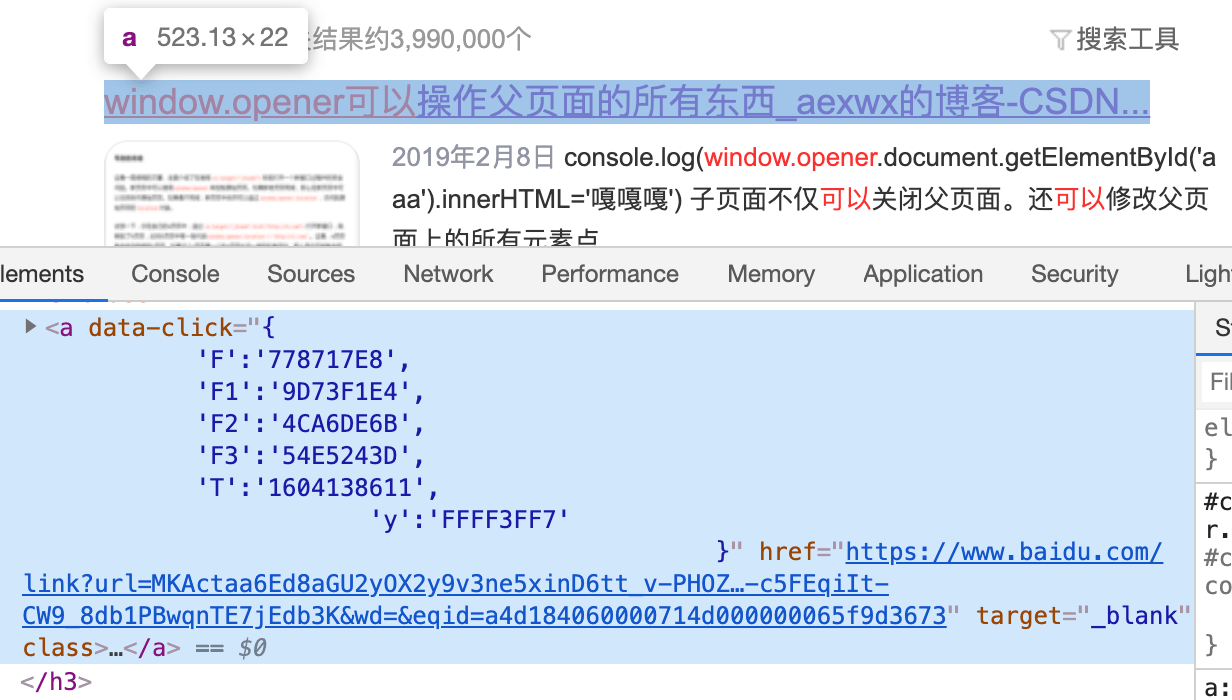 a 523.13×22
结果约3,990,000个
搜索工具
window.opener可以操作父页面的所有东西_aexwx的博客-CSDN...
2019年2月8日 console.log(window.opener.document.getElementById('a
aa').innerHTML='嘎嘎嘎') 子页面不仅可以关闭父页面。还可以修改父页
面上的所有元素点
lements Console Sources Network Performance Memory Application Security Ligh
<a data-click="{
'F':'778717E8',
'F1':'9D73F1E4',
'F2':'4CA6DE6B',
'F3':'54E5243D',
'T':'1604138611',
'y':'FFFF3FF7'
}" href="https://www.baidu.com/
link?url=MKActaa6Ed8aGU2yOX2y9v3ne5xinD6tt_v-PHOZ…-c5FEqiIt-
CW9_8db1PBwqnTE7jEdb3K&wd=&eqid=a4d184060000714d000000065f9d3673" target="_blank"
class>…</a> == $0
</h3>
S
Fil
el
}
#c
r.
#c
co
}
a: